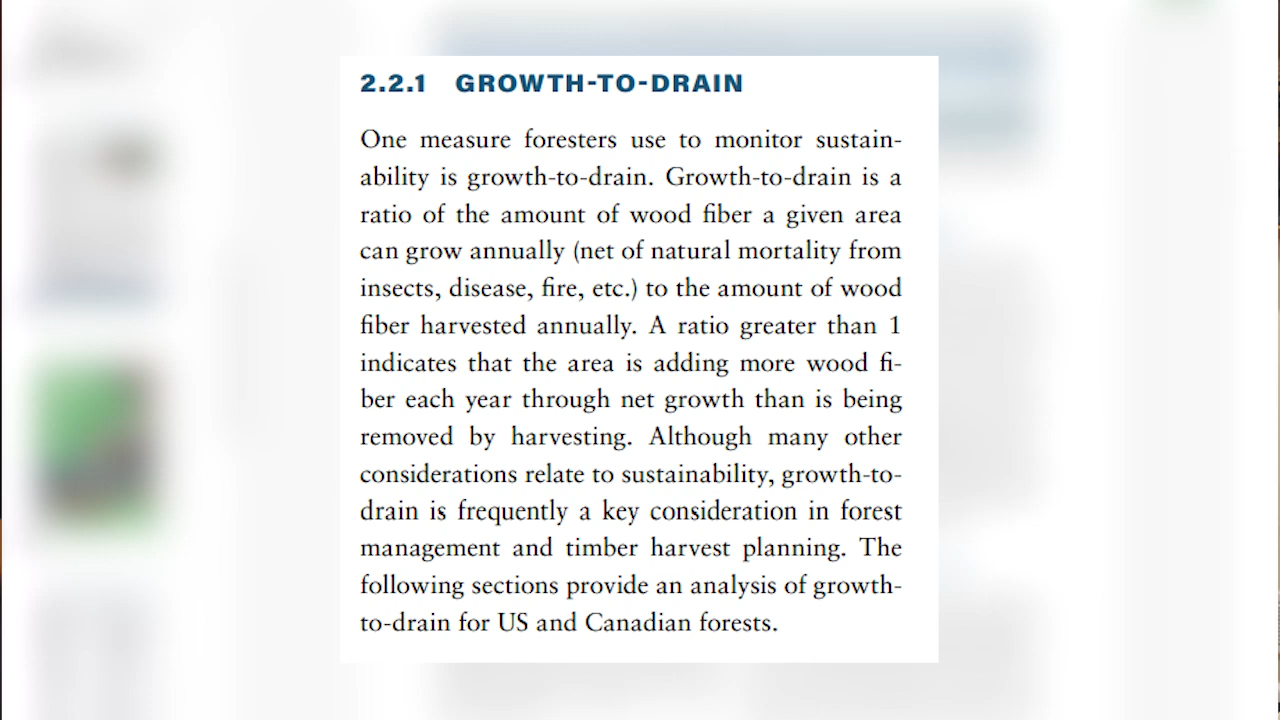 2.2.1 GROWTH-TO-DRAIN
One measure foresters use to monitor sustain-
ability is growth-to-drain. Growth-to-drain is a
ratio of the amount of wood fiber a given area
can grow annually (net of natural mortality from
insects, disease, fire, etc.) to the amount of wood
fiber harvested annually. A ratio greater than 1
indicates that the area is adding more wood fi-
ber each year through net growth than is being
removed by harvesting. Although many other
considerations relate to sustainability, growth-to-
drain is frequently a key consideration in forest
management and timber harvest planning. The
following sections provide an analysis of growth-
to-drain for US and Canadian forests.